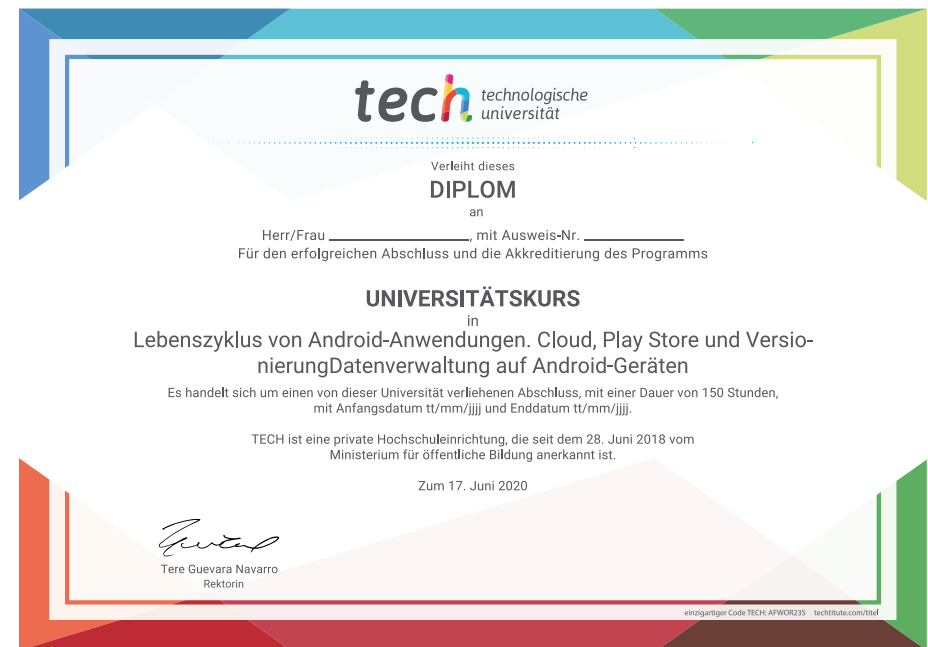 tech technologische
universität
Verleiht dieses
DIPLOM
an
Herr/Frau ____________________, mit Ausweis-Nr. ______________
Für den erfolgreichen Abschluss und die Akkreditierung des Programms
UNIVERSITÄTSKURS
in
Lebenszyklus von Android-Anwendungen. Cloud, Play Store und Versio-
nierungDatenverwaltung auf Android-Geräten
Es handelt sich um einen von dieser Universität verliehenen Abschluss, mit einer Dauer von 150 Stunden,
mit Anfangsdatum tt/mm/jjjj und Enddatum tt/mm/jjjj.
TECH ist eine private Hochschuleinrichtung, die seit dem 28. Juni 2018 vom
Ministerium für öffentliche Bildung anerkannt ist.
Zum 17. Juni 2020
Tere Guevara Navarro
Rektorin
einzigartiger Code TECH: AFWOR23S techtitute.com/titel